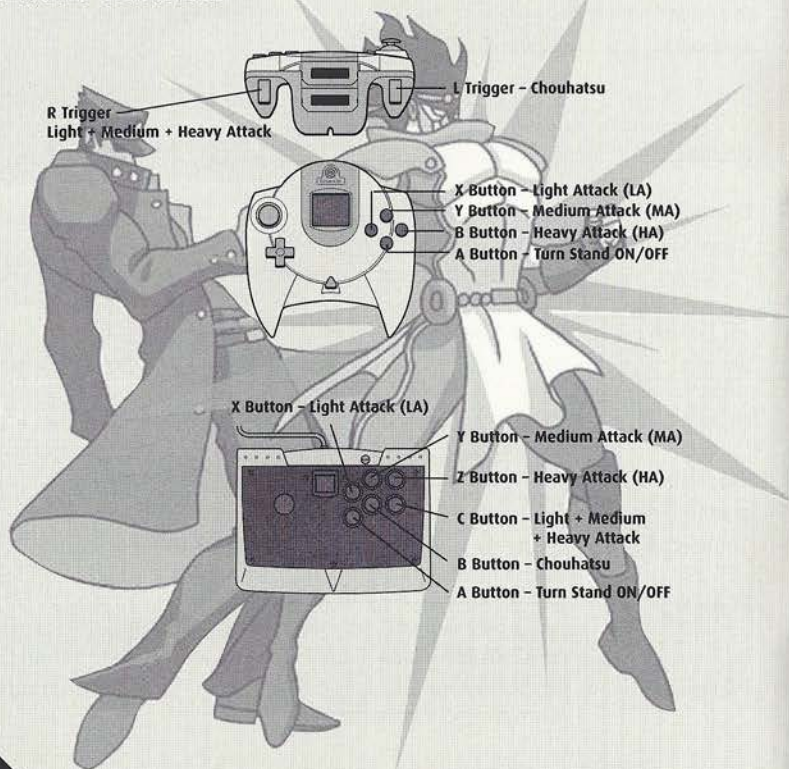 L Trigger – Chouhatsu
R Trigger
Light + Medium + Heavy Attack
X Button – Light Attack (LA)
Y Button – Medium Attack (MA)
B Button – Heavy Attack (HA)
A Button – Turn Stand ON/OFF
X Button – Light Attack (LA)
Y Button – Medium Attack (MA)
Z Button – Heavy Attack (HA)
C Button – Light + Medium
+ Heavy Attack
B Button – Chouhatsu
A Button – Turn Stand ON/OFF